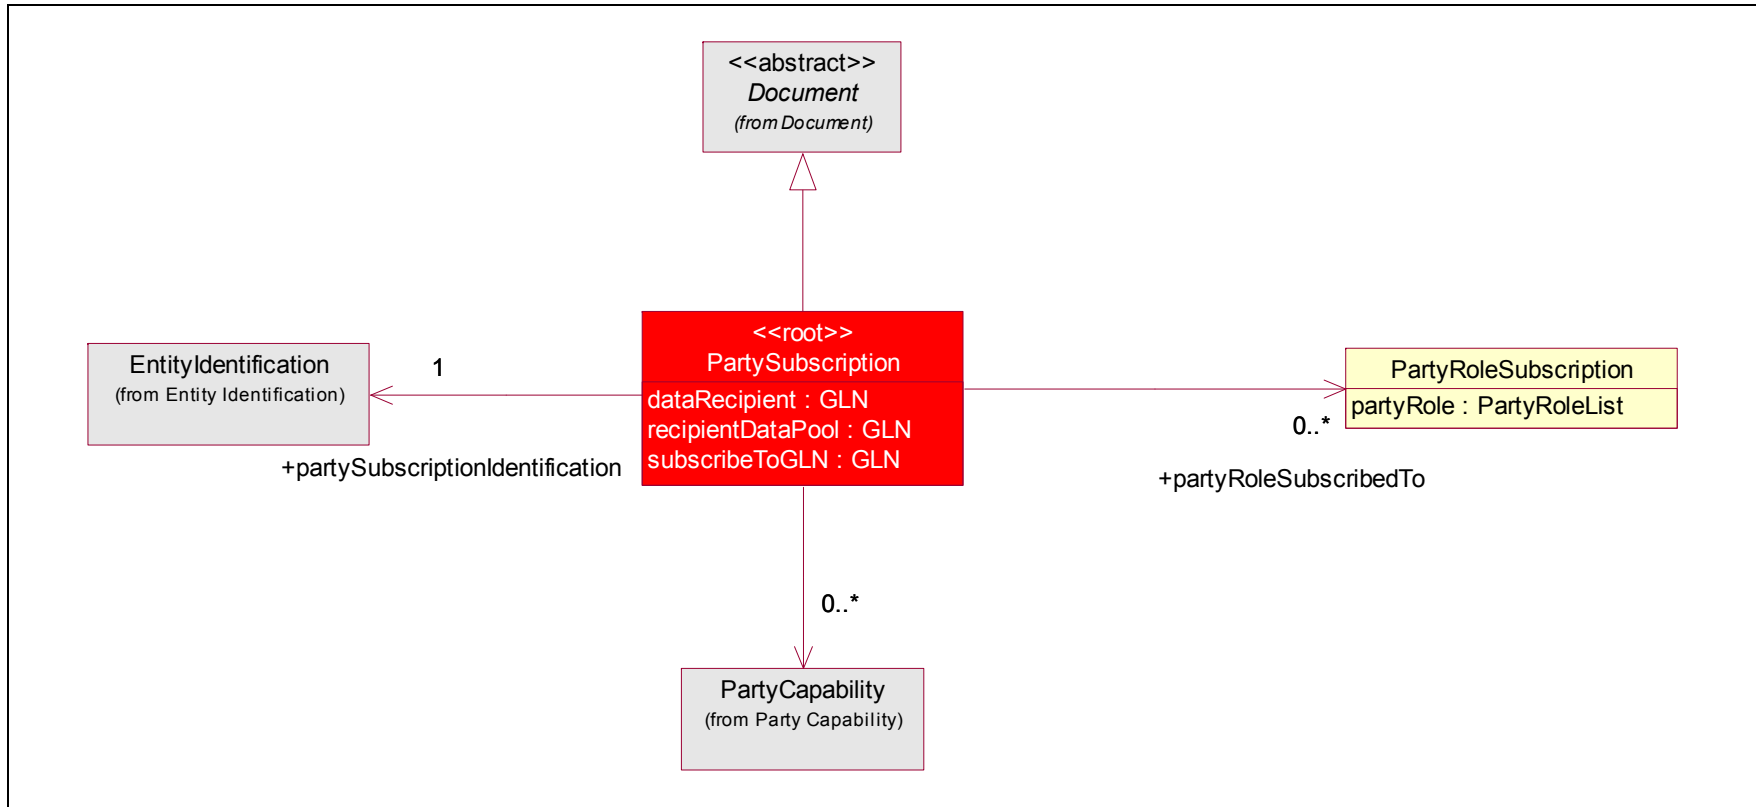 <<abstract>>
Document
(from Document)
<<root>>
PartySubscription
dataRecipient : GLN
recipientDataPool : GLN
subscribeToGLN : GLN
EntityIdentification
(from Entity Identification)
1
+partySubscriptionIdentification
PartyRoleSubscription
partyRole : PartyRoleList
0..*
+partyRoleSubscribedTo
0..*
PartyCapability
(from Party Capability)